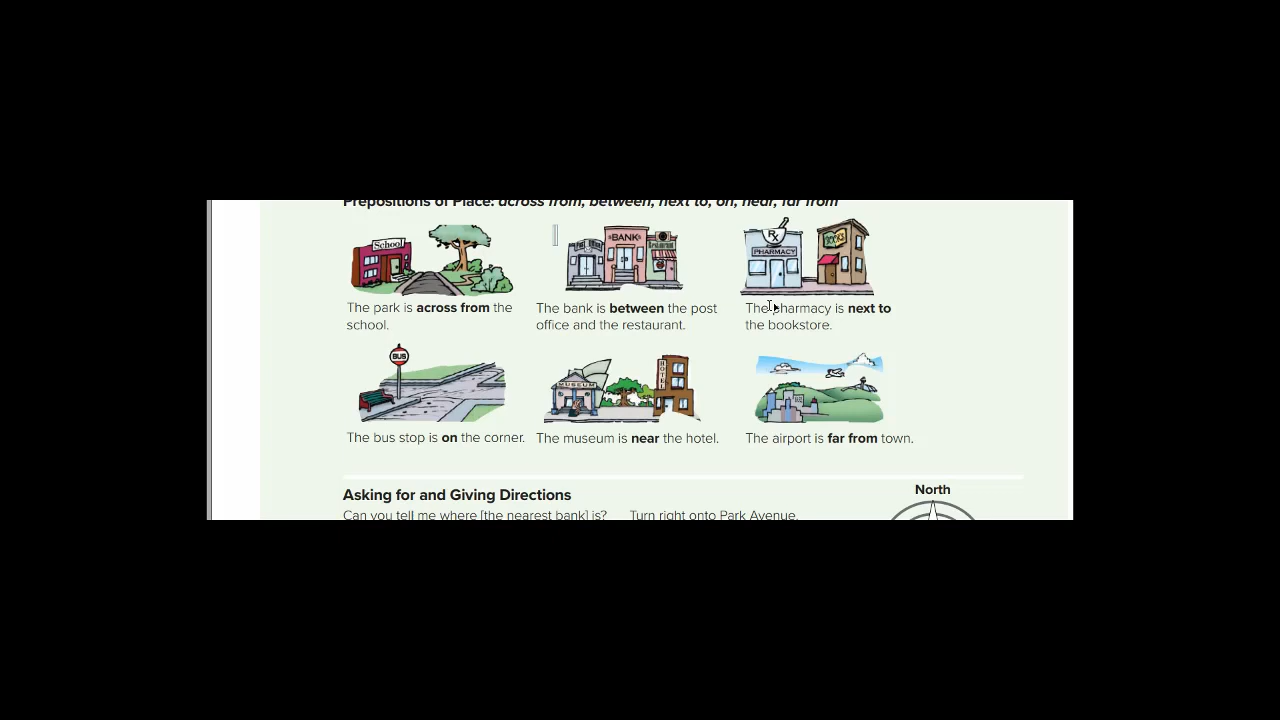 Prepositions of Place: across from, between, next to, on, near, far from
School
BANK
PHARMACY
BOOKS
The park is across from the
school.
The bank is between the post
office and the restaurant.
The pharmacy is next to
the bookstore.
BUS
MUSEUM
HOTEL
The bus stop is on the corner.
The museum is near the hotel.
The airport is far from town.
Asking for and Giving Directions
North
Can you tell me where [the nearest bank] is?
Turn right onto Park Avenue.